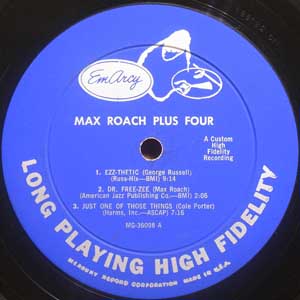 EmArcy
MAX ROACH PLUS FOUR
A Custom
High
Fidelity
Recording
1. EZZ-THETIC (George Russell)
(Russ-Hix—BMI) 9:14
2. DR. FREE-ZEE (Max Roach)
(American Jazz Publishing Co.—BMI) 2:06
3. JUST ONE OF THOSE THINGS (Cole Porter)
(Harms, Inc.—ASCAP) 7:16
MG-36098 A
LONG PLAYING HIGH FIDELITY
MERCURY RECORD CORPORATION MADE IN U.S.A.